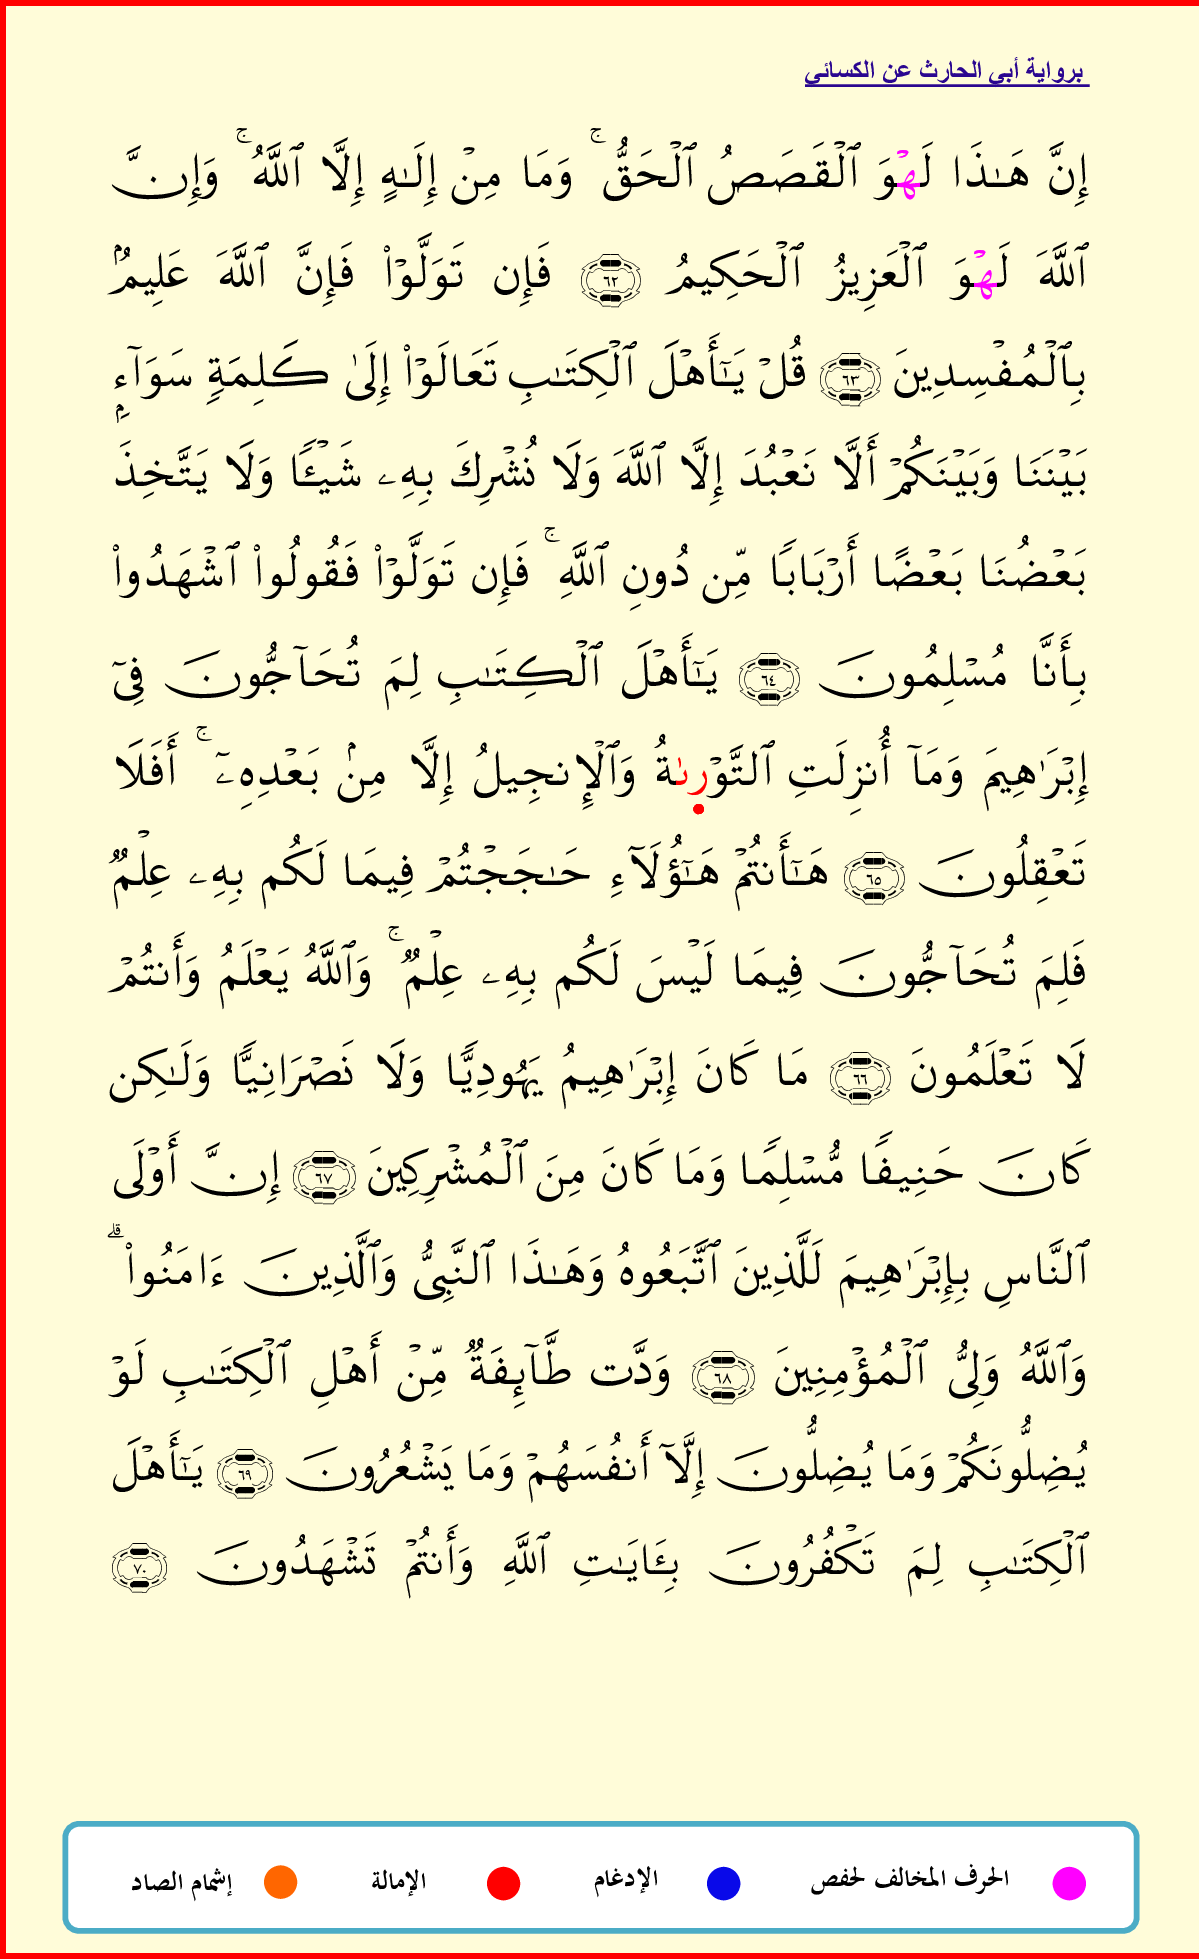 برواية أبي الحارث عن الكسائي
إِنَّ هَـٰذَا لَهْوَ ٱلْقَصَصُ ٱلْحَقُّ ۚ وَمَا مِنْ إِلَـٰهٍ إِلَّا ٱللَّهُ ۚ وَإِنَّ
ٱللَّهَ لَهْوَ ٱلْعَزِيزُ ٱلْحَكِيمُ ٦٢ فَإِن تَوَلَّوْا۟ فَإِنَّ ٱللَّهَ عَلِيمٌۢ
بِٱلْمُفْسِدِينَ ٦٣ قُلْ يَـٰٓأَهْلَ ٱلْكِتَـٰبِ تَعَالَوْا۟ إِلَىٰ كَلِمَةٍ سَوَآءٍۭ
بَيْنَنَا وَبَيْنَكُمْ أَلَّا نَعْبُدَ إِلَّا ٱللَّهَ وَلَا نُشْرِكَ بِهِۦ شَيْـًٔا وَلَا يَتَّخِذَ
بَعْضُنَا بَعْضًا أَرْبَابًا مِّن دُونِ ٱللَّهِ ۚ فَإِن تَوَلَّوْا۟ فَقُولُوا۟ ٱشْهَدُوا۟
بِأَنَّا مُسْلِمُونَ ٦٤ يَـٰٓأَهْلَ ٱلْكِتَـٰبِ لِمَ تُحَآجُّونَ فِىٓ
إِبْرَٰهِيمَ وَمَآ أُنزِلَتِ ٱلتَّوْرَىٰةُ وَٱلْإِنجِيلُ إِلَّا مِنۢ بَعْدِهِۦٓ ۚ أَفَلَا
تَعْقِلُونَ ٦٥ هَـٰٓأَنتُمْ هَـٰٓؤُلَآءِ حَـٰجَجْتُمْ فِيمَا لَكُم بِهِۦ عِلْمٌ
فَلِمَ تُحَآجُّونَ فِيمَا لَيْسَ لَكُم بِهِۦ عِلْمٌ ۚ وَٱللَّهُ يَعْلَمُ وَأَنتُمْ
لَا تَعْلَمُونَ ٦٦ مَا كَانَ إِبْرَٰهِيمُ يَهُودِيًّا وَلَا نَصْرَانِيًّا وَلَـٰكِن
كَانَ حَنِيفًا مُّسْلِمًا وَمَا كَانَ مِنَ ٱلْمُشْرِكِينَ ٦٧ إِنَّ أَوْلَى
ٱلنَّاسِ بِإِبْرَٰهِيمَ لَلَّذِينَ ٱتَّبَعُوهُ وَهَـٰذَا ٱلنَّبِىُّ وَٱلَّذِينَ ءَامَنُوا۟ ۗ
وَٱللَّهُ وَلِىُّ ٱلْمُؤْمِنِينَ ٦٨ وَدَّت طَّآئِفَةٌ مِّنْ أَهْلِ ٱلْكِتَـٰبِ لَوْ
يُضِلُّونَكُمْ وَمَا يُضِلُّونَ إِلَّآ أَنفُسَهُمْ وَمَا يَشْعُرُونَ ٦٩ يَـٰٓأَهْلَ
ٱلْكِتَـٰبِ لِمَ تَكْفُرُونَ بِـَٔايَـٰتِ ٱللَّهِ وَأَنتُمْ تَشْهَدُونَ ٧٠
الحرف المخالف لحفص الإدغام الإمالة إشمام الصاد